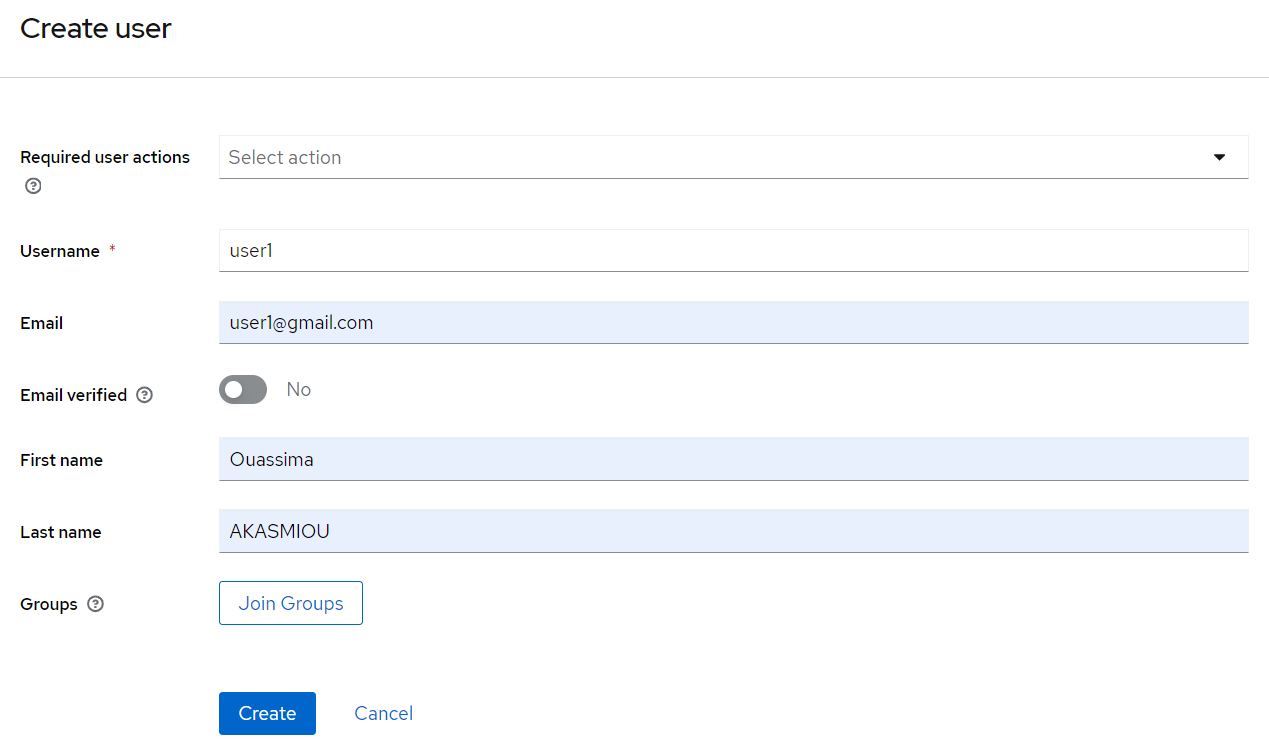 Create user
Required user actions
Select action
Username *
user1
Email
user1@gmail.com
Email verified
No
First name
Ouassima
Last name
AKASMIOU
Groups
Join Groups
Create Cancel